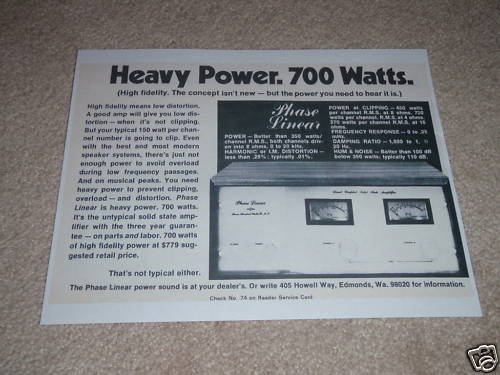 Heavy Power. 700 Watts.
(High fidelity. The concept isn't new — but the power you need to hear it is.)
High fidelity means low distortion.
A good amp will give you low dis-
tortion — when it's not clipping.
But your typical 150 watt per chan-
nel number is going to clip. Even
with the best and most modern
speaker systems, there's just not
enough power to avoid overload
during low frequency passages.
And on musical peaks. You need
heavy power to prevent clipping,
overload — and distortion. Phase
Linear is heavy power. 700 watts.
It's the untypical solid state amp-
lifier with the three year guaran-
tee — on parts and labor. 700 watts
of high fidelity power at $779 sug-
gested retail price.
That's not typical either.
Phase
Linear
POWER – Better than 350 watts/
channel R.M.S., both channels driv-
en into 8 ohms, 0 to 20 kHz.
HARMONIC or I.M. DISTORTION –
less than .25%; typically .01%.
POWER AT CLIPPING – 450 watts
per channel R.M.S. at 8 ohms, 720
watts per channel R.M.S. at 4 ohms,
270 watts per channel R.M.S. at 16
ohms.
FREQUENCY RESPONSE –
DAMPING RATIO – 1,000 to 1,
20 Hz.
HUM & NOISE – Better than 100 dB
below 350 watts; typically 110 dB.
Phase Linear
The Phase Linear power sound is at your dealer's. Or write 405 Howell Way, Edmonds, Wa. 98020 for information.
Check No. 74 on Reader Service Card